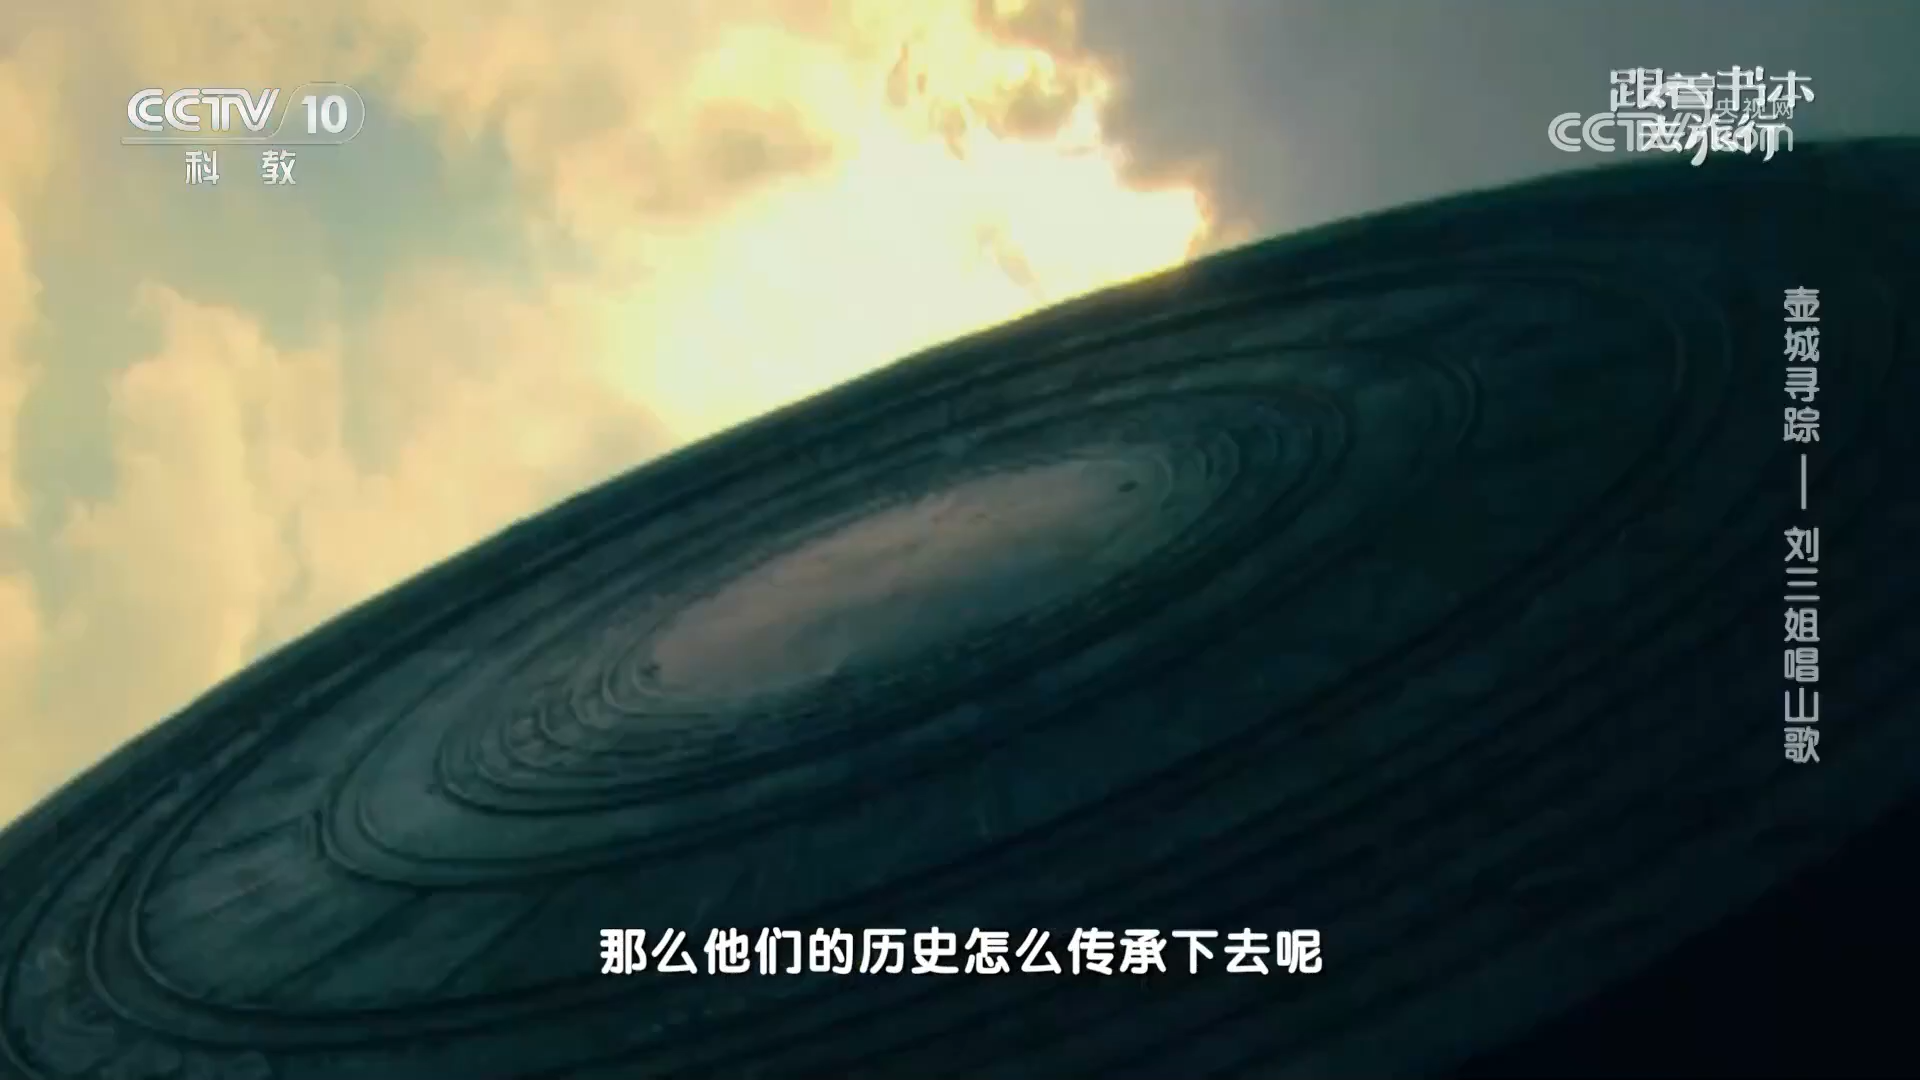 CCTV 10
科 教
跟着书本
去旅行
央视网
CCTV.com
壶城寻踪——刘三姐唱山歌
那么他们的历史怎么传承下去呢